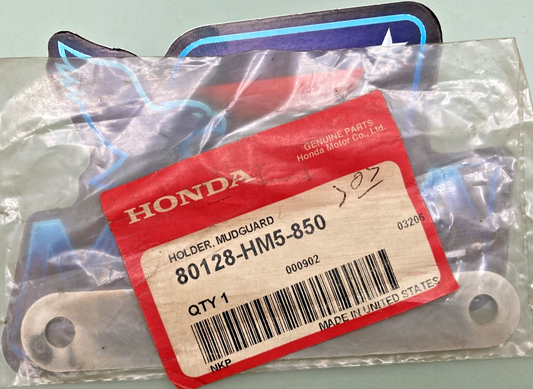 GENUINE PARTS
Honda Motor Co., Ltd.
HONDA
HOLDER, MUDGUARD
80128-HM5-850
03206
000902
QTY 1
MADE IN UNITED STATES
NKP